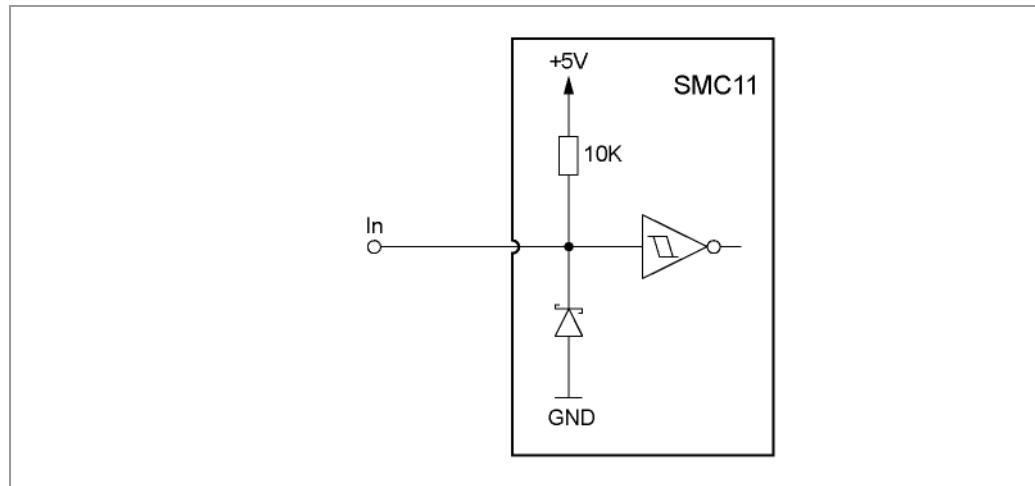 +5V
SMC11
10K
In
GND